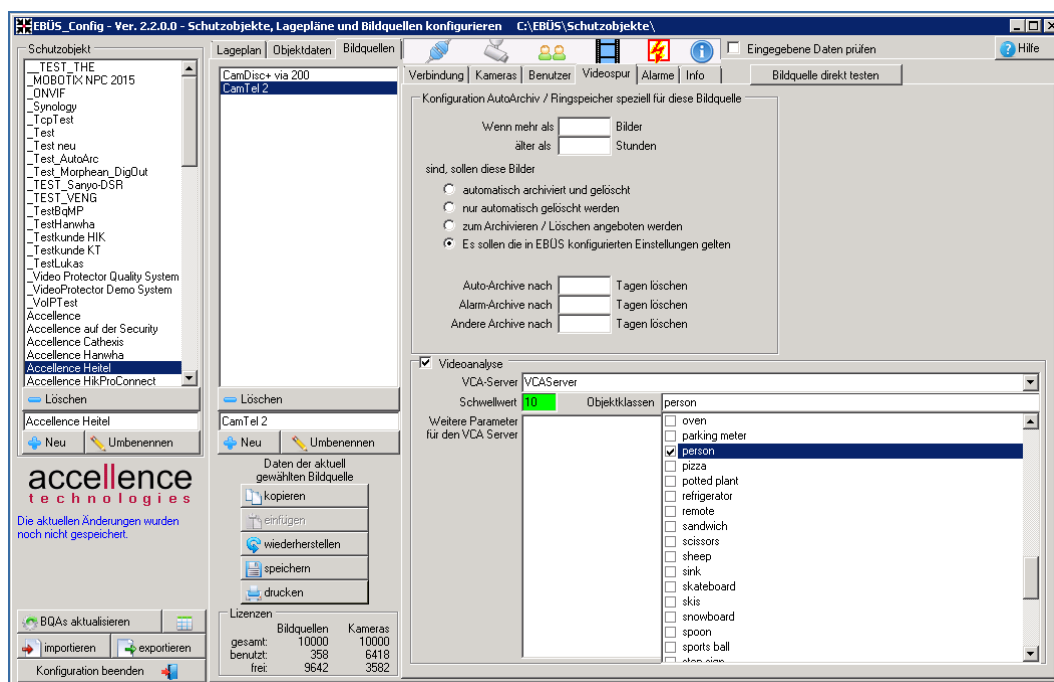 EBÜS_Config - Ver. 2.2.0.0 - Schutzobjekte, Lagepläne und Bildquellen konfigurieren C:\EBÜS\Schutzobjekte\
Schutzobjekt
__TEST_THE
_MOBOTIX NPC 2015
_ONVIF
_Synology
_TcpTest
_Test
_Test neu
_Test_AutoArc
_Test_Morphean_DigOut
_TEST_Sanyo-DSR
_TEST_VENG
_TestBqMP
_TestHanwha
_Testkunde HIK
_Testkunde KT
_TestLukas
_Video Protector Quality System
_VideoProtector Demo System
_VoIPTest
Accellence
Accellence auf der Security
Accellence Cathexis
Accellence Hanwha
Accellence Heitel
Accellence HikProConnect
Löschen
Accellence Heitel
Neu
Umbenennen
accellence
technologies
Die aktuellen Änderungen wurden
noch nicht gespeichert.
BQAs aktualisieren
importieren
exportieren
Konfiguration beenden
Lageplan
Objektdaten
Bildquellen
CamDisc+ via 200
CamTel 2
Löschen
CamTel 2
Neu
Umbenennen
Daten der aktuell
gewählten Bildquelle
kopieren
einfügen
wiederherstellen
speichern
drucken
Lizenzen
Bildquellen Kameras
gesamt: 10000 10000
benutzt: 358 6418
frei: 9642 3582
Eingegebene Daten prüfen
Hilfe
Verbindung
Kameras
Benutzer
Videospur
Alarme
Info
Bildquelle direkt testen
Konfiguration AutoArchiv / Ringspeicher speziell für diese Bildquelle
Wenn mehr als Bilder
älter als Stunden
sind, sollen diese Bilder
automatisch archiviert und gelöscht
nur automatisch gelöscht werden
zum Archivieren / Löschen angeboten werden
Es sollen die in EBÜS konfigurierten Einstellungen gelten
Auto-Archive nach Tagen löschen
Alarm-Archive nach Tagen löschen
Andere Archive nach Tagen löschen
Videoanalyse
VCA-Server VCAServer
Schwellwert 10 Objektklassen person
Weitere Parameter
für den VCA Server
oven
parking meter
person
pizza
potted plant
refrigerator
remote
sandwich
scissors
sheep
sink
skateboard
skis
snowboard
spoon
sports ball
stop sign